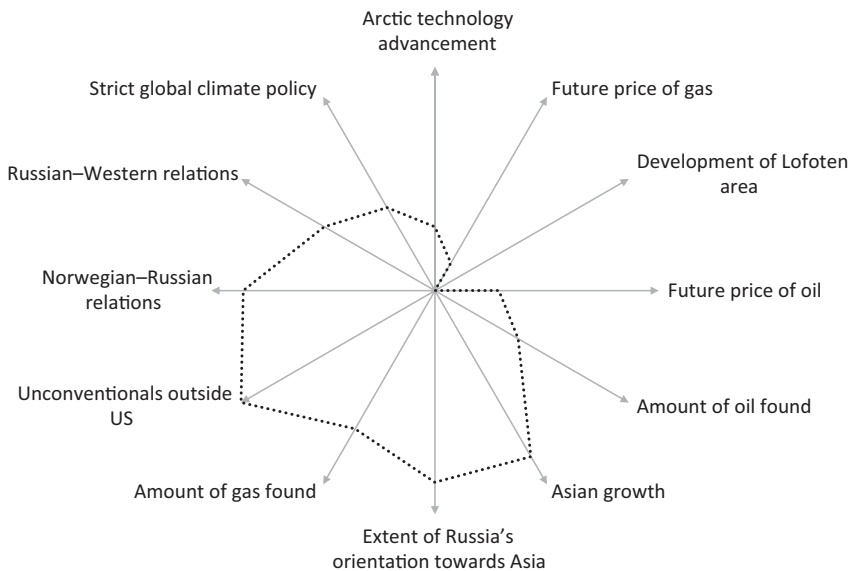 Arctic technology
advancement
Strict global climate policy
Future price of gas
Russian–Western relations
Development of Lofoten
area
Norwegian–Russian
relations
Future price of oil
Unconventionals outside
US
Amount of oil found
Amount of gas found
Asian growth
Extent of Russia's
orientation towards Asia